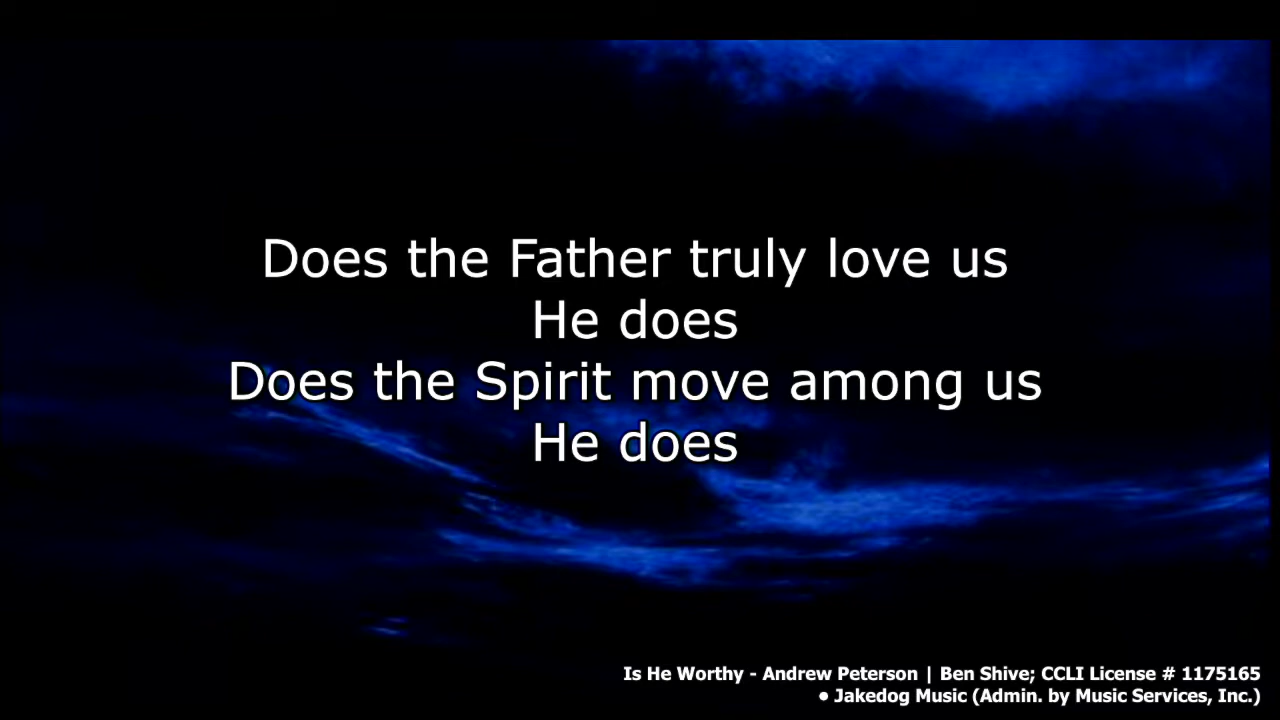 Does the Father truly love us
He does
Does the Spirit move among us
He does
Is He Worthy - Andrew Peterson | Ben Shive; CCLI License # 1175165
● Jakedog Music (Admin. by Music Services, Inc.)